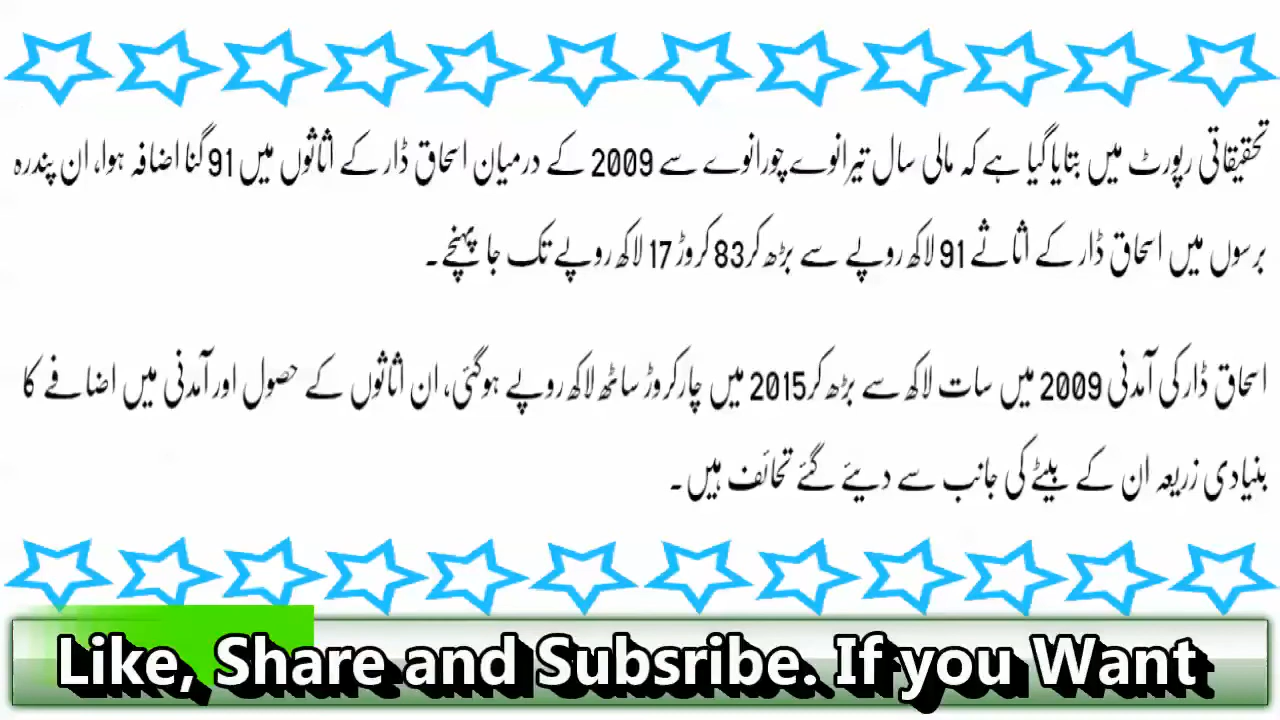 تحقیقاتی رپورٹ میں بتایا گیا ہے کہ مالی سال تیرانوے چورانوے سے 2009 کے درمیان اسحاق ڈار کے اثاثوں میں 91 گنا اضافہ ہوا، ان پندرہ
برسوں میں اسحاق ڈار کے اثاثے 91 لاکھ روپے سے بڑھ کر 83 کروڑ 17 لاکھ روپے تک جا پہنچے۔
اسحاق ڈار کی آمدنی 2009 میں سات لاکھ سے بڑھ کر 2015 میں چار کروڑ ساٹھ لاکھ روپے ہوگئی، ان اثاثوں کے حصول اور آمدنی میں اضافے کا
بنیادی زریعہ ان کے بیٹے کی جانب سے دیئے گئے تحائف ہیں۔
Like, Share and Subsribe. If you Want